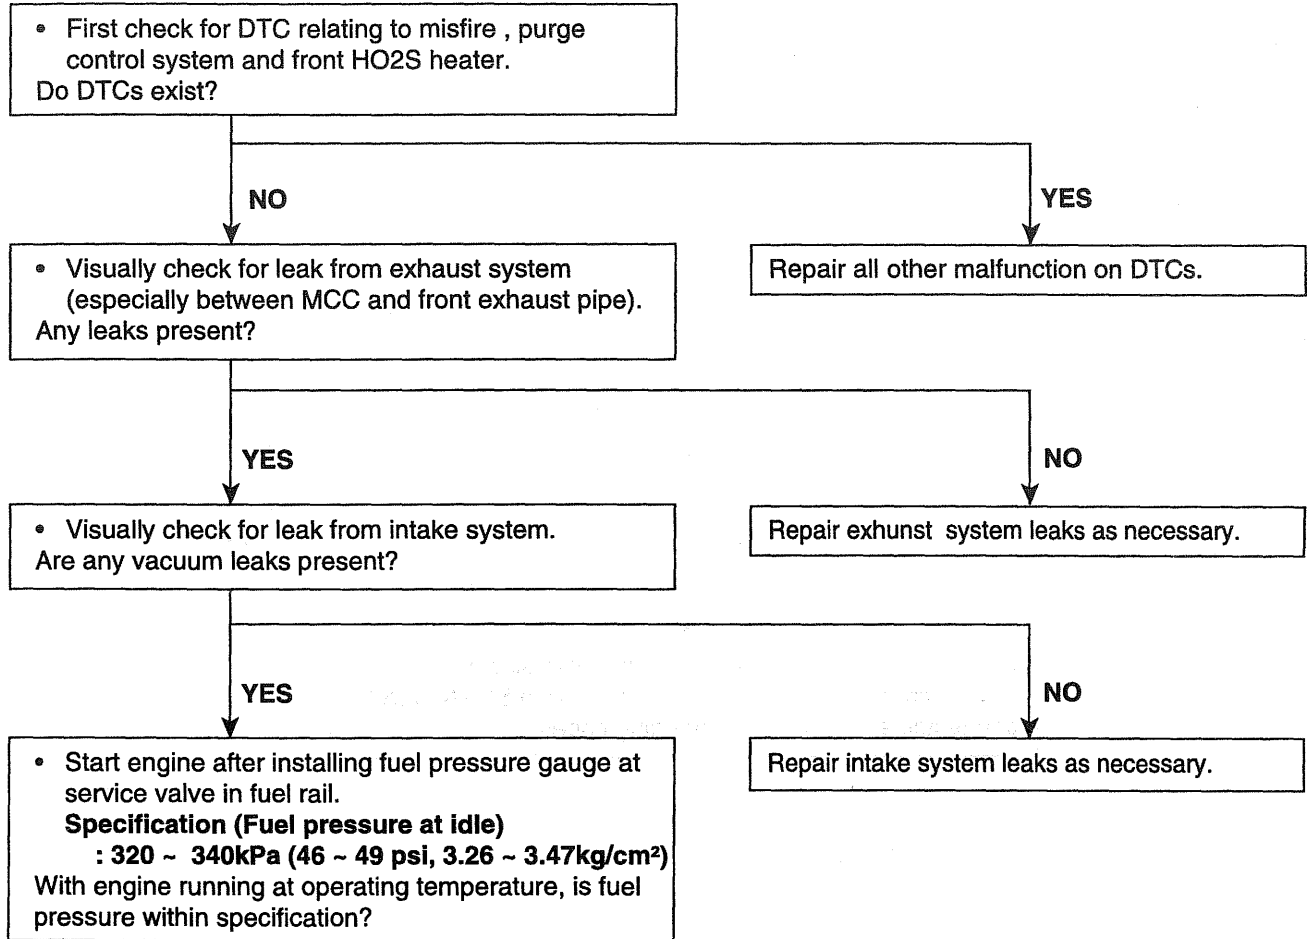 • First check for DTC relating to misfire , purge
control system and front HO2S heater.
Do DTCs exist?
NO
YES
• Visually check for leak from exhaust system
(especially between MCC and front exhaust pipe).
Any leaks present?
Repair all other malfunction on DTCs.
YES
NO
• Visually check for leak from intake system.
Are any vacuum leaks present?
Repair exhunst system leaks as necessary.
YES
NO
• Start engine after installing fuel pressure gauge at
service valve in fuel rail.
Specification (Fuel pressure at idle)
: 320 ~ 340kPa (46 ~ 49 psi, 3.26 ~ 3.47kg/cm²)
With engine running at operating temperature, is fuel
pressure within specification?
Repair intake system leaks as necessary.